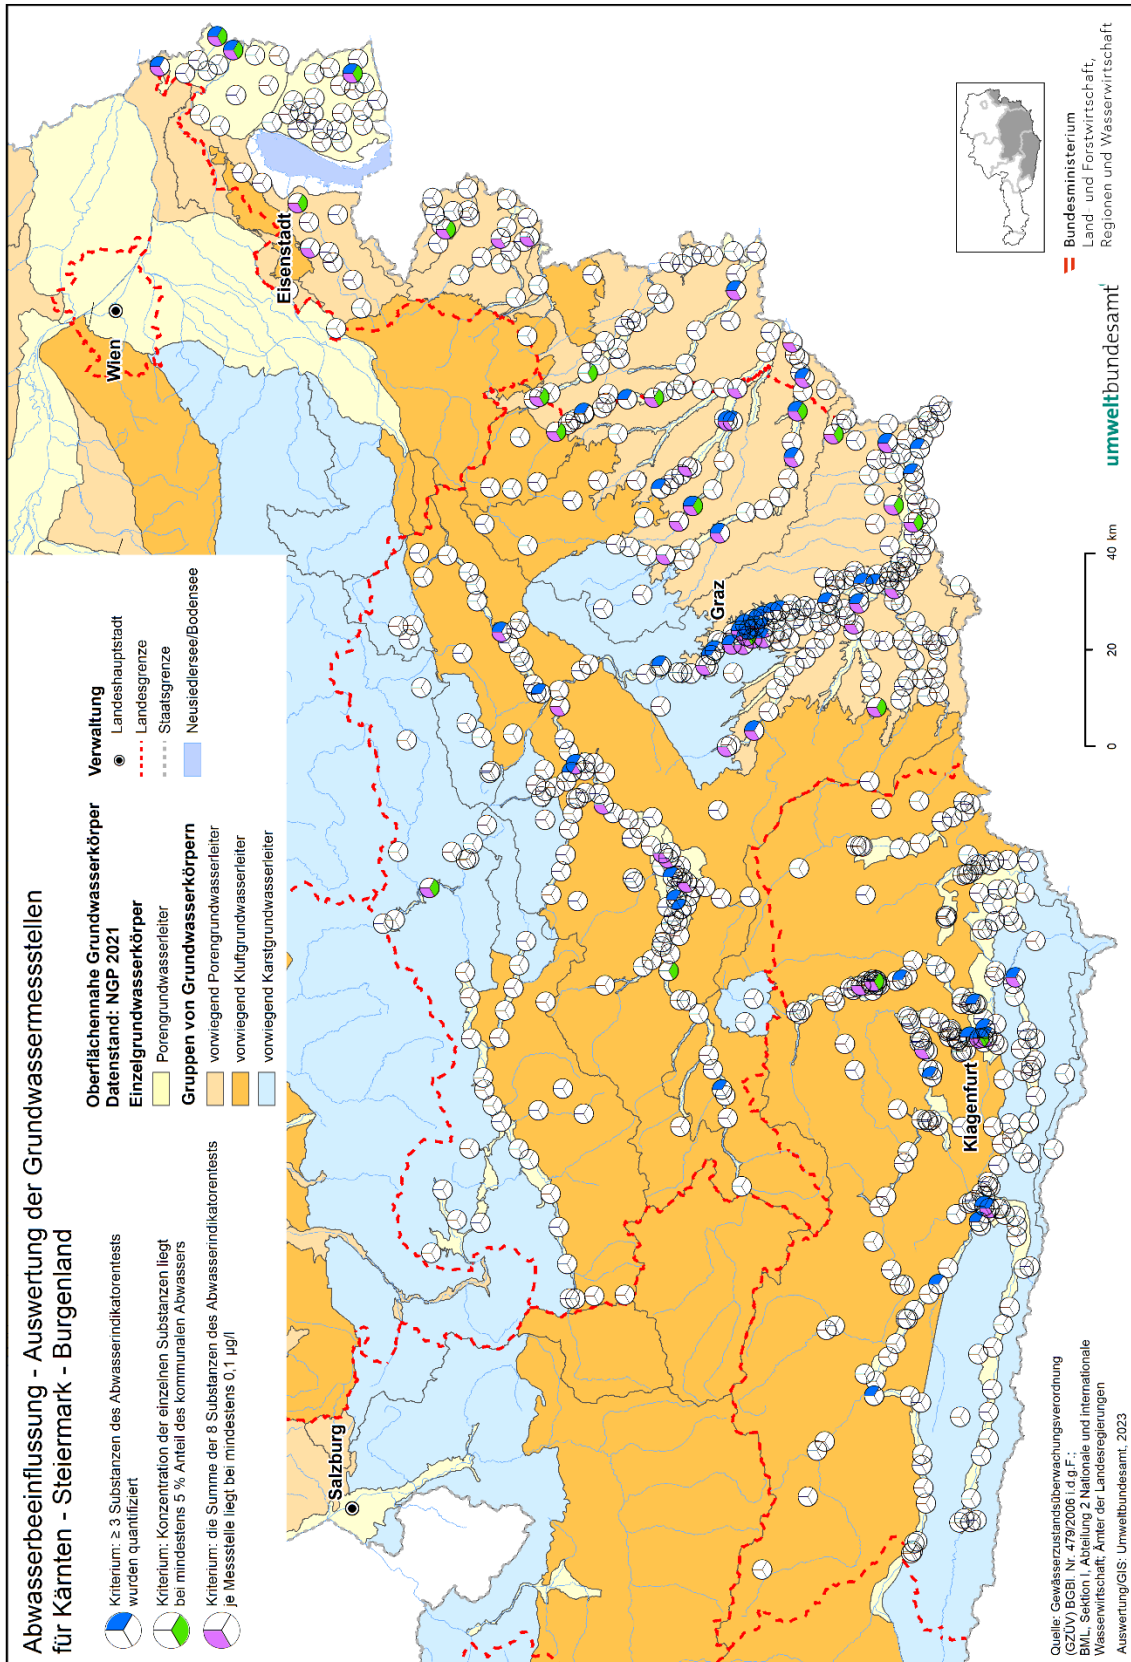 Abwasserbeeinflussung - Auswertung der Grundwassermessstellen
für Kärnten - Steiermark - Burgenland
Kriterium: ≥ 3 Substanzen des Abwasserindikatorentests
wurden quantifiziert
Kriterium: Konzentration der einzelnen Substanzen liegt
bei mindestens 5 % Anteil des kommunalen Abwassers
Kriterium: die Summe der 8 Substanzen des Abwasserindikatorentests
je Messstelle liegt bei mindestens 0,1 µg/l
Oberflächennahe Grundwasserkörper
Datenstand: NGP 2021
Einzelgrundwasserkörper
Porengrundwasserleiter
Gruppen von Grundwasserkörpern
vorwiegend Porengrundwasserleiter
vorwiegend Kluftgrundwasserleiter
vorwiegend Karstgrundwasserleiter
Verwaltung
Landeshauptstadt
Landesgrenze
Staatsgrenze
Neusiedlersee/Bodensee
Wien
Eisenstadt
Salzburg
Graz
Klagenfurt
Quelle: Gewässerzustandsüberwachungsverordnung
(GZÜV) BGBl. Nr. 479/2006 i.d.g.F.;
BML, Sektion I, Abteilung 2 Nationale und internationale
Wasserwirtschaft; Ämter der Landesregierungen
Auswertung/GIS: Umweltbundesamt, 2023
0 20 40 km
umweltbundesamt
Bundesministerium
Land- und Forstwirtschaft,
Regionen und Wasserwirtschaft